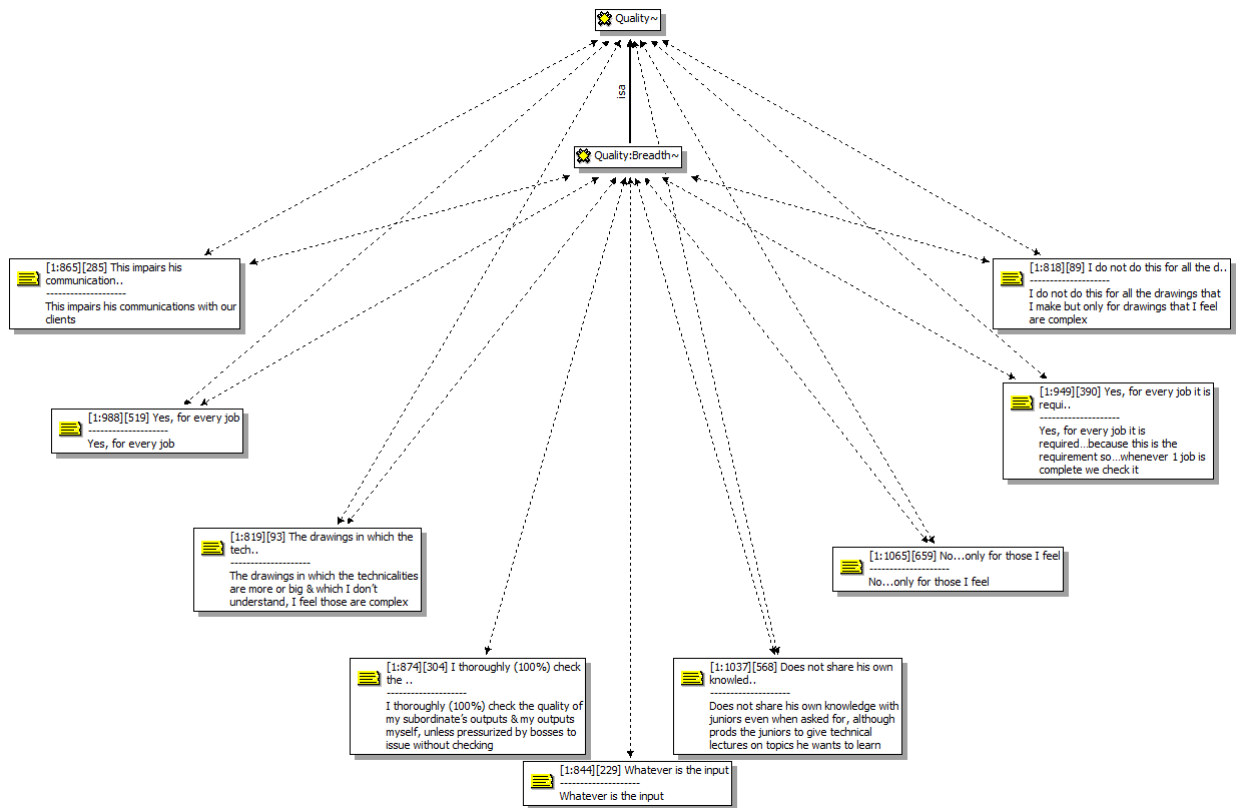 Quality~
isa
Quality:Breadth~
[1:865][285] This impairs his
communication..
--------------------
This impairs his communications with our
clients
[1:818][89] I do not do this for all the d..
--------------------
I do not do this for all the drawings that
I make but only for drawings that I feel
are complex
[1:988][519] Yes, for every job
--------------------
Yes, for every job
[1:949][390] Yes, for every job it is
requi..
--------------------
Yes, for every job it is
required...because this is the
requirement so...whenever 1 job is
complete we check it
[1:819][93] The drawings in which the
tech..
--------------------
The drawings in which the technicalities
are more or big & which I don't
understand, I feel those are complex
[1:1065][659] No...only for those I feel
--------------------
No...only for those I feel
[1:874][304] I thoroughly (100%) check
the ..
--------------------
I thoroughly (100%) check the quality of
my subordinate's outputs & my outputs
myself, unless pressurized by bosses to
issue without checking
[1:1037][568] Does not share his own
knowled..
--------------------
Does not share his own knowledge with
juniors even when asked for, although
prods the juniors to give technical
lectures on topics he wants to learn
[1:844][229] Whatever is the input
--------------------
Whatever is the input